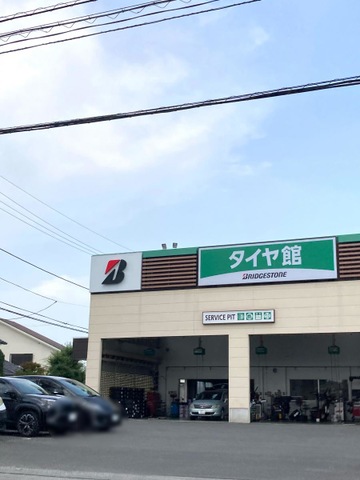 タイヤ館
BRIDGESTONE
SERVICE PIT